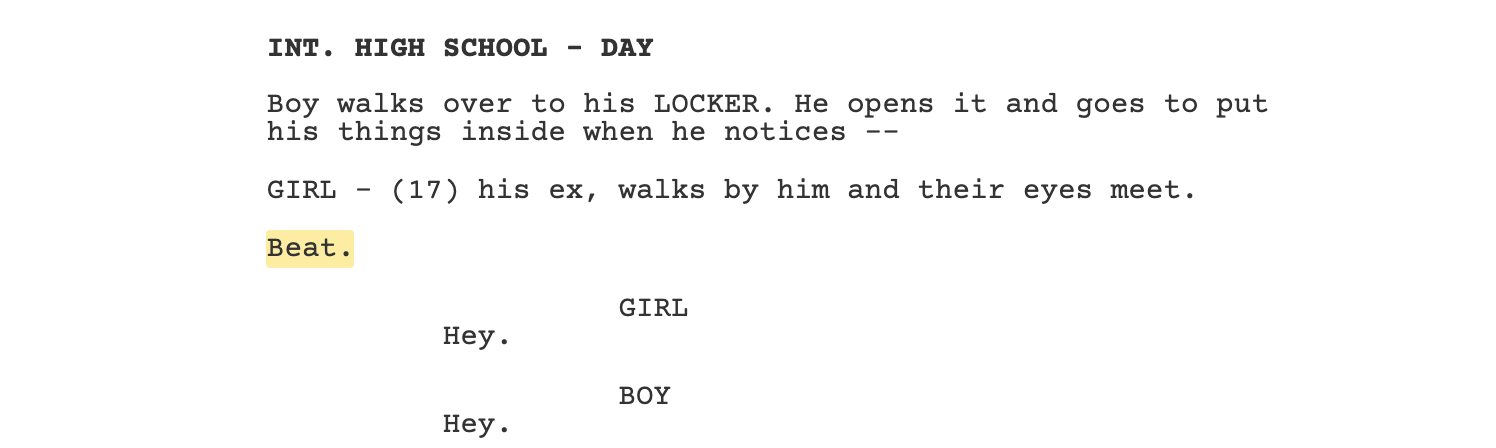 INT. HIGH SCHOOL - DAY
Boy walks over to his LOCKER. He opens it and goes to put
his things inside when he notices --
GIRL - (17) his ex, walks by him and their eyes meet.
Beat.
GIRL
Hey.
BOY
Hey.